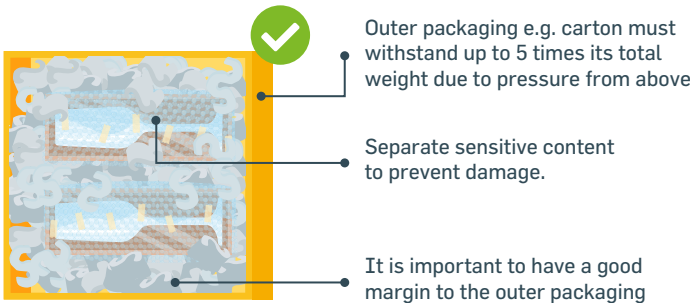 Outer packaging e.g. carton must
withstand up to 5 times its total
weight due to pressure from above
Separate sensitive content
to prevent damage.
It is important to have a good
margin to the outer packaging